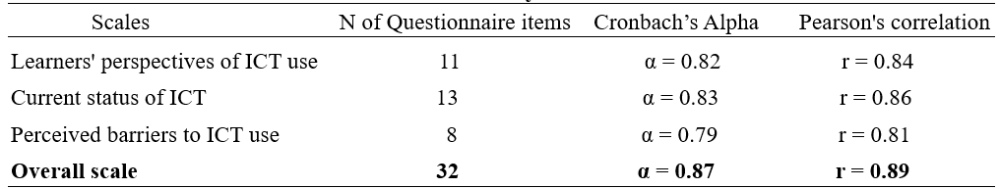 Scales N of Questionnaire items Cronbach’s Alpha Pearson's correlation
Learners' perspectives of ICT use 11 α = 0.82 r = 0.84
Current status of ICT 13 α = 0.83 r = 0.86
Perceived barriers to ICT use 8 α = 0.79 r = 0.81
Overall scale 32 α = 0.87 r = 0.89